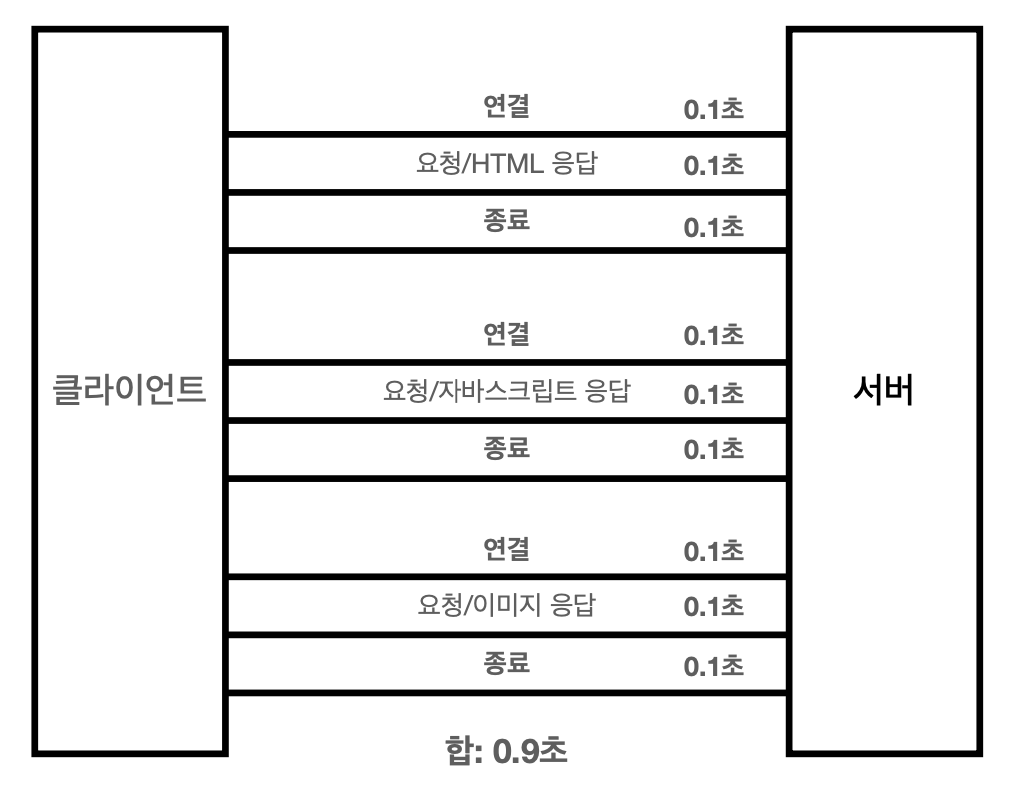 연결 0.1초
요청/HTML 응답 0.1초
종료 0.1초
연결 0.1초
클라이언트
요청/자바스크립트 응답 0.1초
서버
종료 0.1초
연결 0.1초
요청/이미지 응답 0.1초
종료 0.1초
합: 0.9초